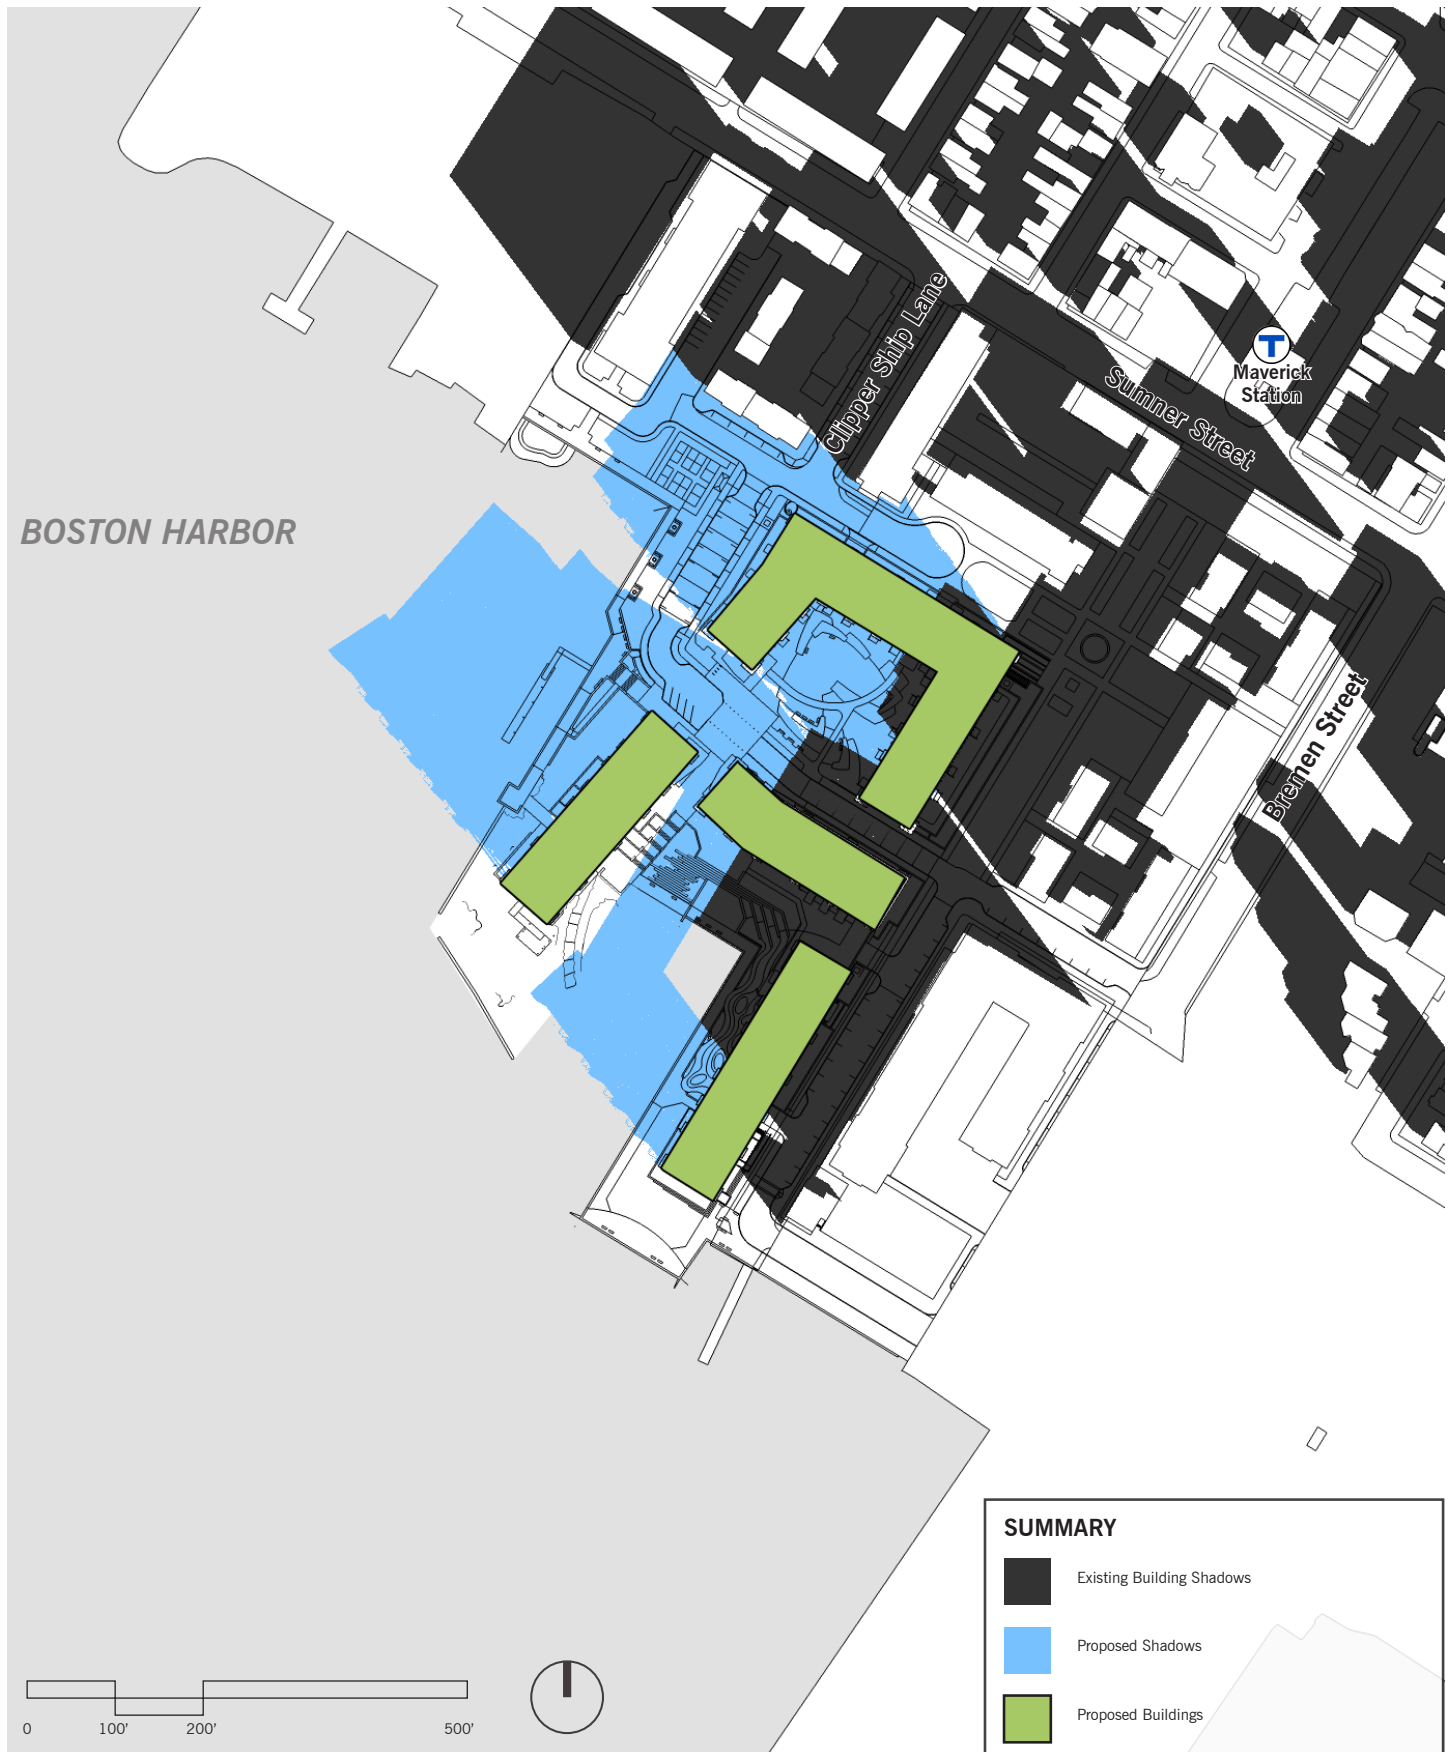 Clipper Ship Lane
Sumner Street
T
Maverick
Station
BOSTON HARBOR
Bremen Street
SUMMARY
Existing Building Shadows
Proposed Shadows
Proposed Buildings
0 100' 200' 500'